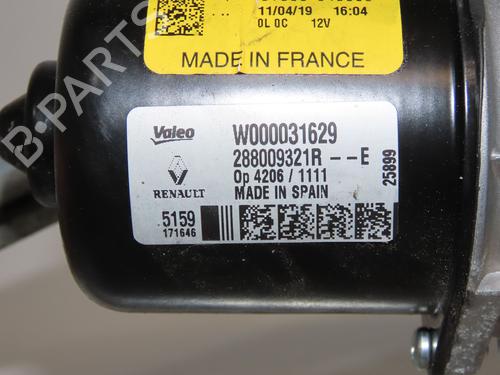 11/04/19 16:04
0L 0C 12V
MADE IN FRANCE
Valeo
W000031629
288009321R --E
Op 4206 / 1111
RENAULT
MADE IN SPAIN
25899
5159
171646